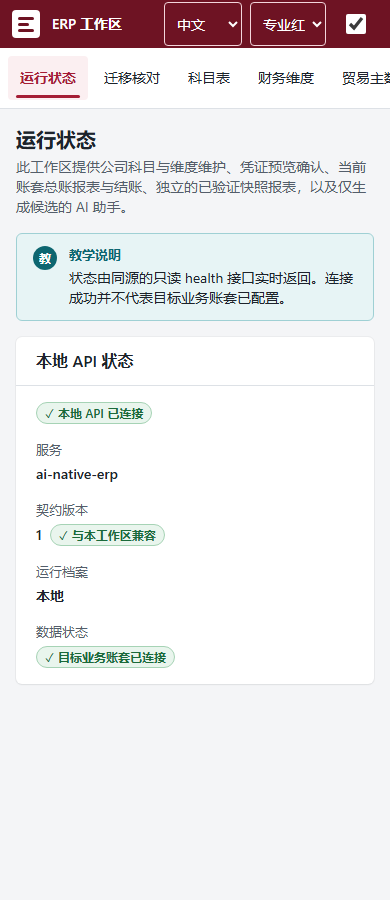 ERP 工作区
中文
专业红
运行状态
迁移核对
科目表
财务维度
贸易主数
运行状态
此工作区提供公司科目与维度维护、凭证预览确认、当前
账套总账报表与结账、独立的已验证快照报表，以及仅生
成候选的 AI 助手。
教
教学说明
状态由同源的只读 health 接口实时返回。连接
成功并不代表目标业务账套已配置。
本地 API 状态
✓ 本地 API 已连接
服务
ai-native-erp
契约版本
1 ✓ 与本工作区兼容
运行档案
本地
数据状态
✓ 目标业务账套已连接